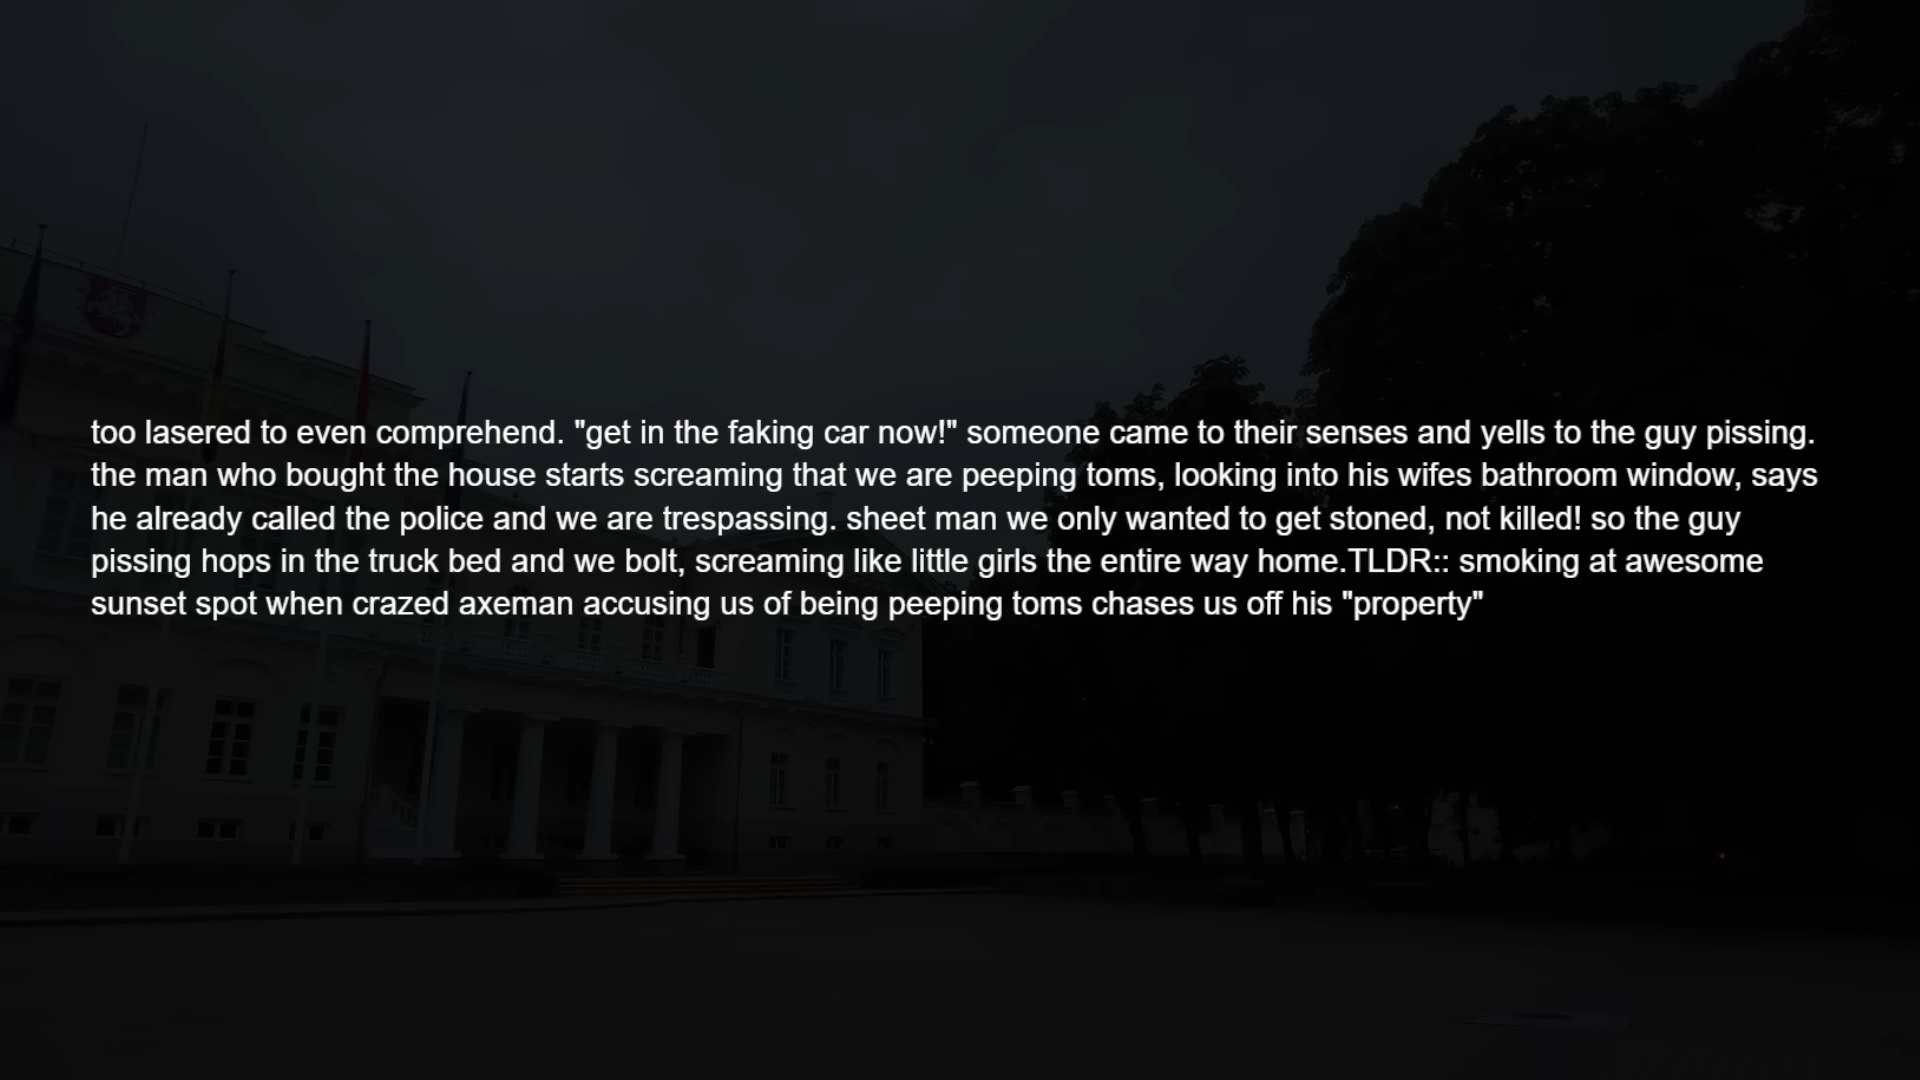 too lasered to even comprehend. "get in the faking car now!" someone came to their senses and yells to the guy pissing.
the man who bought the house starts screaming that we are peeping toms, looking into his wifes bathroom window, says
he already called the police and we are trespassing. sheet man we only wanted to get stoned, not killed! so the guy
pissing hops in the truck bed and we bolt, screaming like little girls the entire way home.TLDR:: smoking at awesome
sunset spot when crazed axeman accusing us of being peeping toms chases us off his "property"